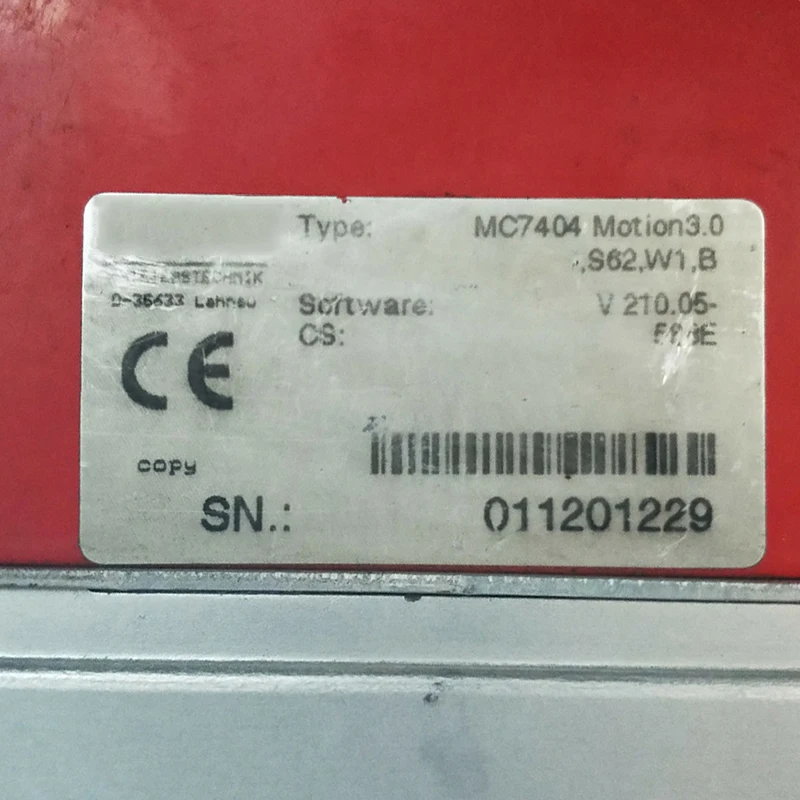 Type: MC7404 Motion3.0
,S62,W1,B
D-35633 Lahnau
Software: V 210.05-
CS:
CE
copy
SN.: 011201229